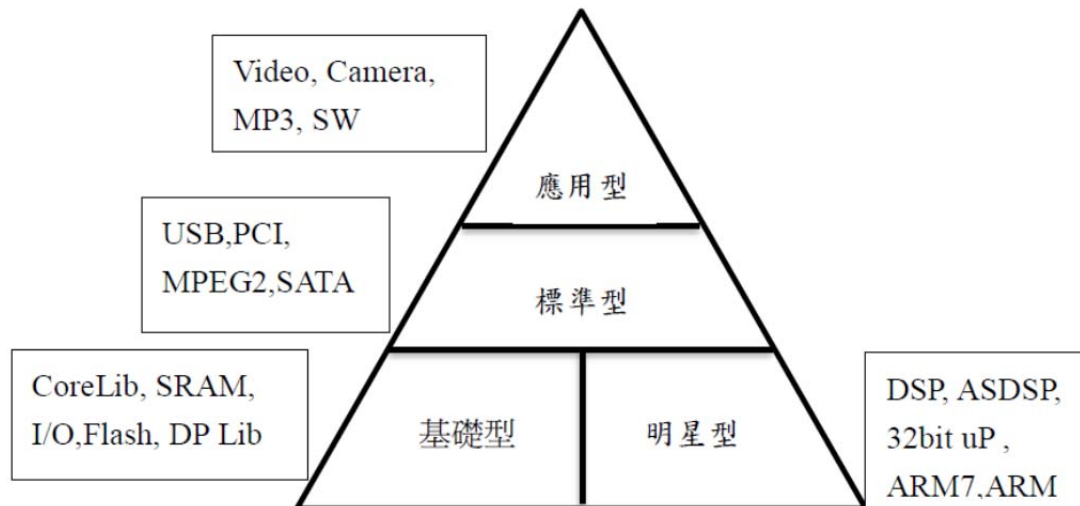 Video, Camera,
MP3, SW
應用型
USB,PCI,
MPEG2,SATA
標準型
CoreLib, SRAM,
I/O,Flash, DP Lib
基礎型
明星型
DSP, ASDSP,
32bit uP ,
ARM7,ARM